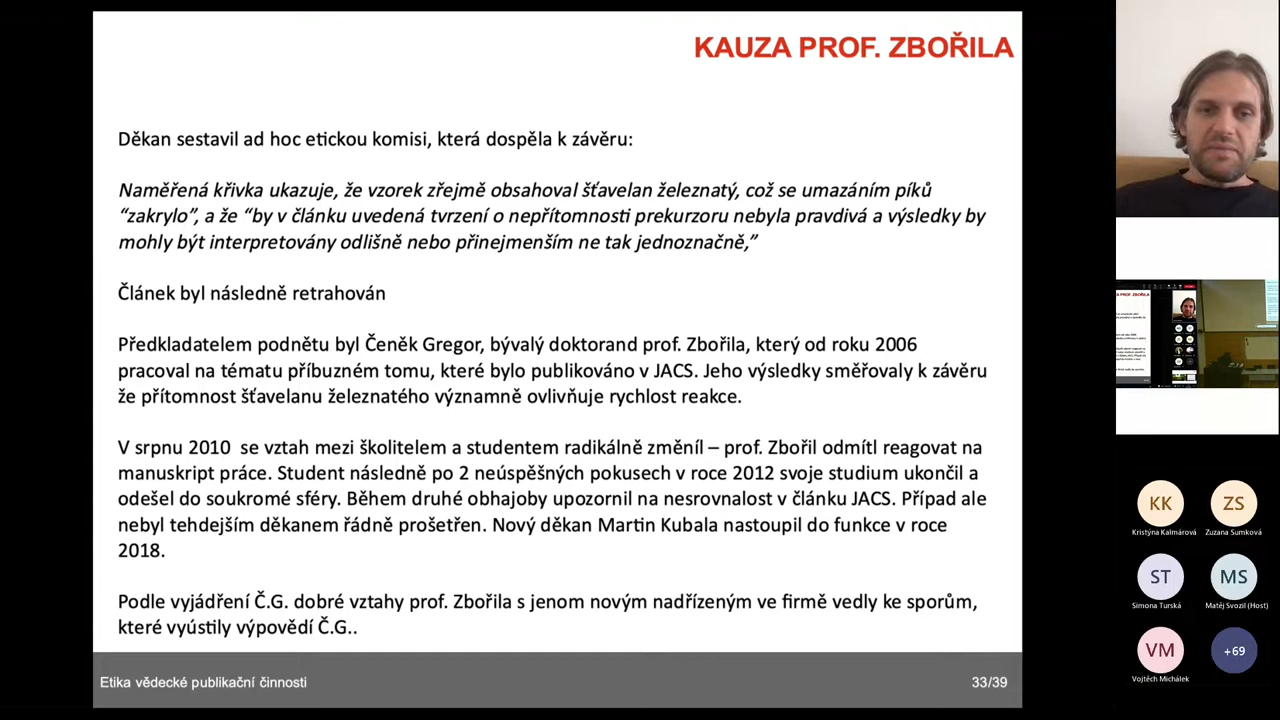 KAUZA PROF. ZBOŘILA
Děkan sestavil ad hoc etickou komisi, která dospěla k závěru:
Naměřená křivka ukazuje, že vzorek zřejmě obsahoval šťavelan železnatý, což se umazáním píků
“zakrylo”, a že “by v článku uvedená tvrzení o nepřítomnosti prekurzoru nebyla pravdivá a výsledky by
mohly být interpretovány odlišně nebo přinejmenším ne tak jednoznačně,”
Článek byl následně retrahován
Předkladatelem podnětu byl Čeněk Gregor, bývalý doktorand prof. Zbořila, který od roku 2006
pracoval na tématu příbuzném tomu, které bylo publikováno v JACS. Jeho výsledky směřovaly k závěru
že přítomnost šťavelanu železnatého významně ovlivňuje rychlost reakce.
V srpnu 2010 se vztah mezi školitelem a studentem radikálně změníl – prof. Zbořil odmítl reagovat na
manuskript práce. Student následně po 2 neúspěšných pokusech v roce 2012 svoje studium ukončil a
odešel do soukromé sféry. Během druhé obhajoby upozornil na nesrovnalost v článku JACS. Případ ale
nebyl tehdejším děkanem řádně prošetřen. Nový děkan Martin Kubala nastoupil do funkce v roce
2018.
Podle vyjádření Č.G. dobré vztahy prof. Zbořila s jenom novým nadřízeným ve firmě vedly ke sporům,
které vyústily výpovědí Č.G..
Etika vědecké publikační činnosti
33/39
KK
ZS
Kristýna Kalmárová
Zuzana Sumková
ST
MS
Simona Turská
Matěj Svozil (Host)
VM
+69
Vojtěch Michálek